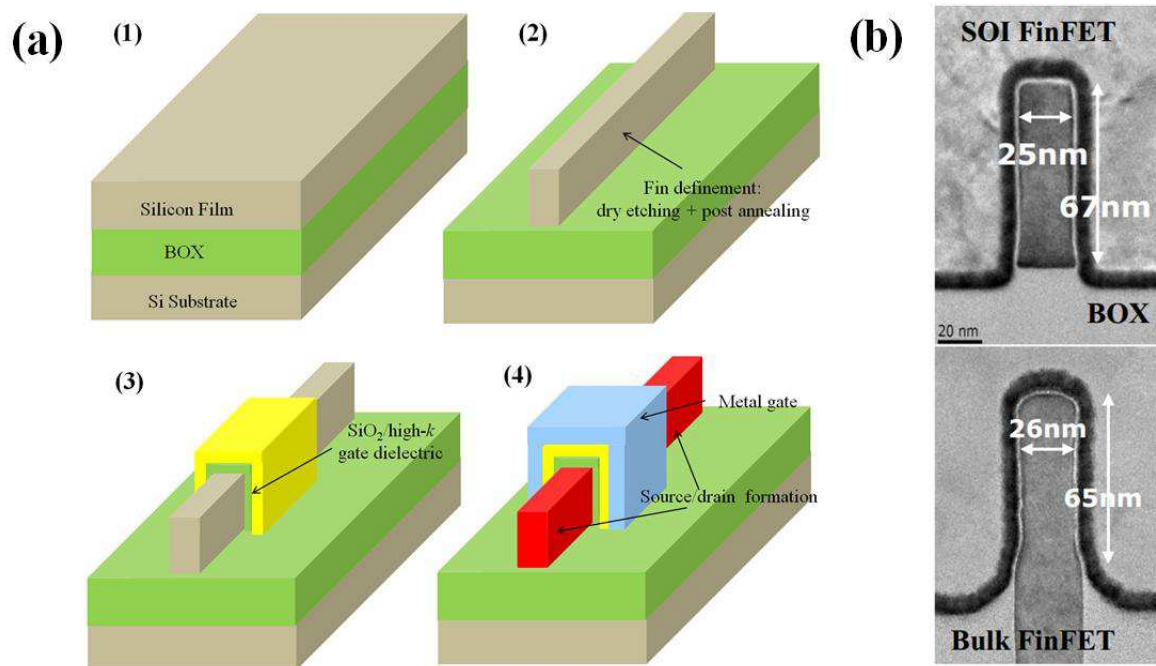 (a)
(1)
Silicon Film
BOX
Si Substrate
(2)
Fin definement:
dry etching + post annealing
(3)
SiO2/high-k
gate dielectric
(4)
Metal gate
Source drain formation
(b)
SOI FinFET
25nm
67nm
BOX
20 nm
26nm
65nm
Bulk FinFET